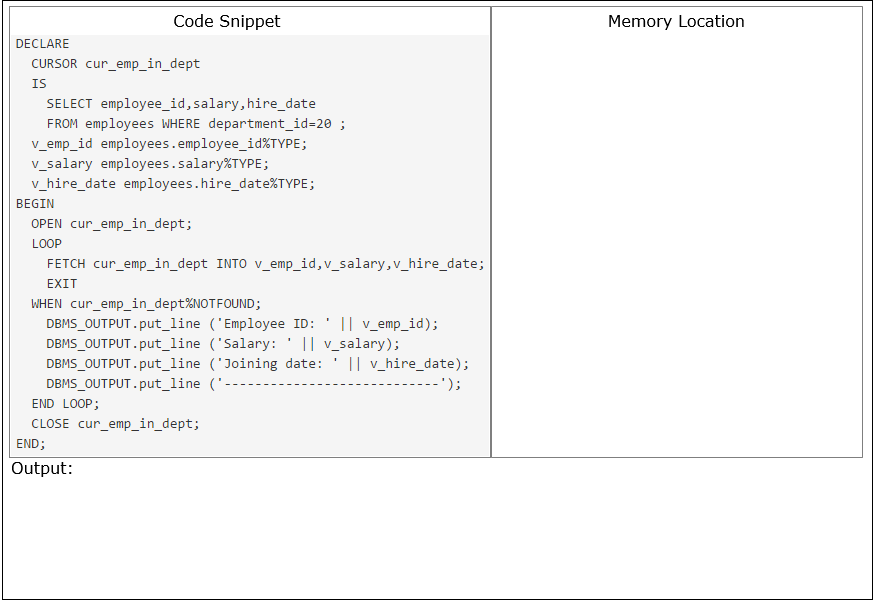 Code Snippet
Memory Location
DECLARE
  CURSOR cur_emp_in_dept
  IS
    SELECT employee_id,salary,hire_date
    FROM employees WHERE department_id=20 ;
  v_emp_id employees.employee_id%TYPE;
  v_salary employees.salary%TYPE;
  v_hire_date employees.hire_date%TYPE;
BEGIN
  OPEN cur_emp_in_dept;
  LOOP
    FETCH cur_emp_in_dept INTO v_emp_id,v_salary,v_hire_date;
    EXIT
  WHEN cur_emp_in_dept%NOTFOUND;
    DBMS_OUTPUT.put_line ('Employee ID: ' || v_emp_id);
    DBMS_OUTPUT.put_line ('Salary: ' || v_salary);
    DBMS_OUTPUT.put_line ('Joining date: ' || v_hire_date);
    DBMS_OUTPUT.put_line ('----------------------------');
  END LOOP;
  CLOSE cur_emp_in_dept;
END;
Output: